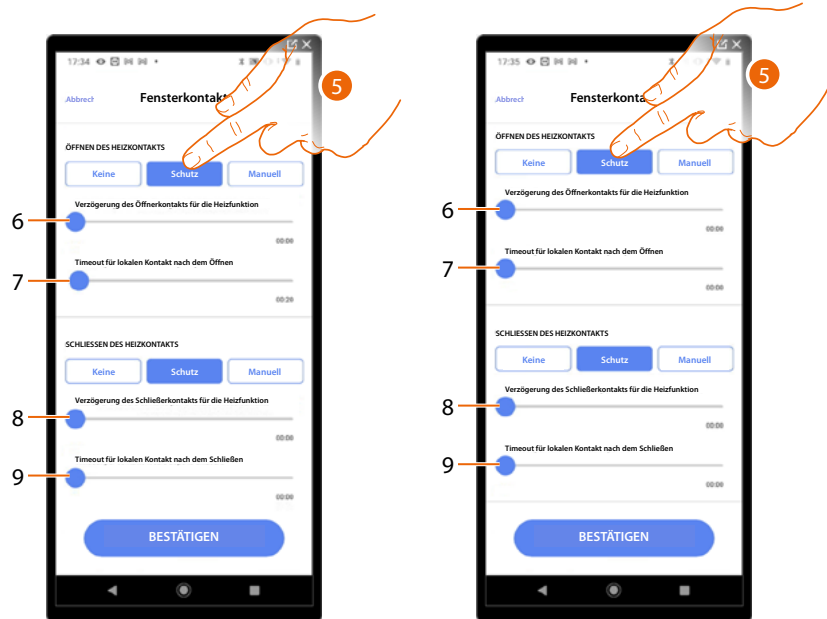 17:34
Abbrech
Fensterkontakt
5
ÖFFNEN DES HEIZKONTAKTS
Keine
Schutz
Manuell
Verzögerung des Öffnerkontakts für die Heizfunktion
6
00:00
Timeout für lokalen Kontakt nach dem Öffnen
7
00:20
SCHLIESSEN DES HEIZKONTAKTS
Keine
Schutz
Manuell
Verzögerung des Schließerkontakts für die Heizfunktion
8
00:00
Timeout für lokalen Kontakt nach dem Schließen
9
00:00
BESTÄTIGEN
17:35
Abbrech
Fensterkonta
5
ÖFFNEN DES HEIZKONTAKTS
Keine
Schutz
Manuell
Verzögerung des Öffnerkontakts für die Heizfunktion
6
00:00
Timeout für lokalen Kontakt nach dem Öffnen
7
00:00
SCHLIESSEN DES HEIZKONTAKTS
Keine
Schutz
Manuell
Verzögerung des Schließerkontakts für die Heizfunktion
8
00:00
Timeout für lokalen Kontakt nach dem Schließen
9
00:00
BESTÄTIGEN